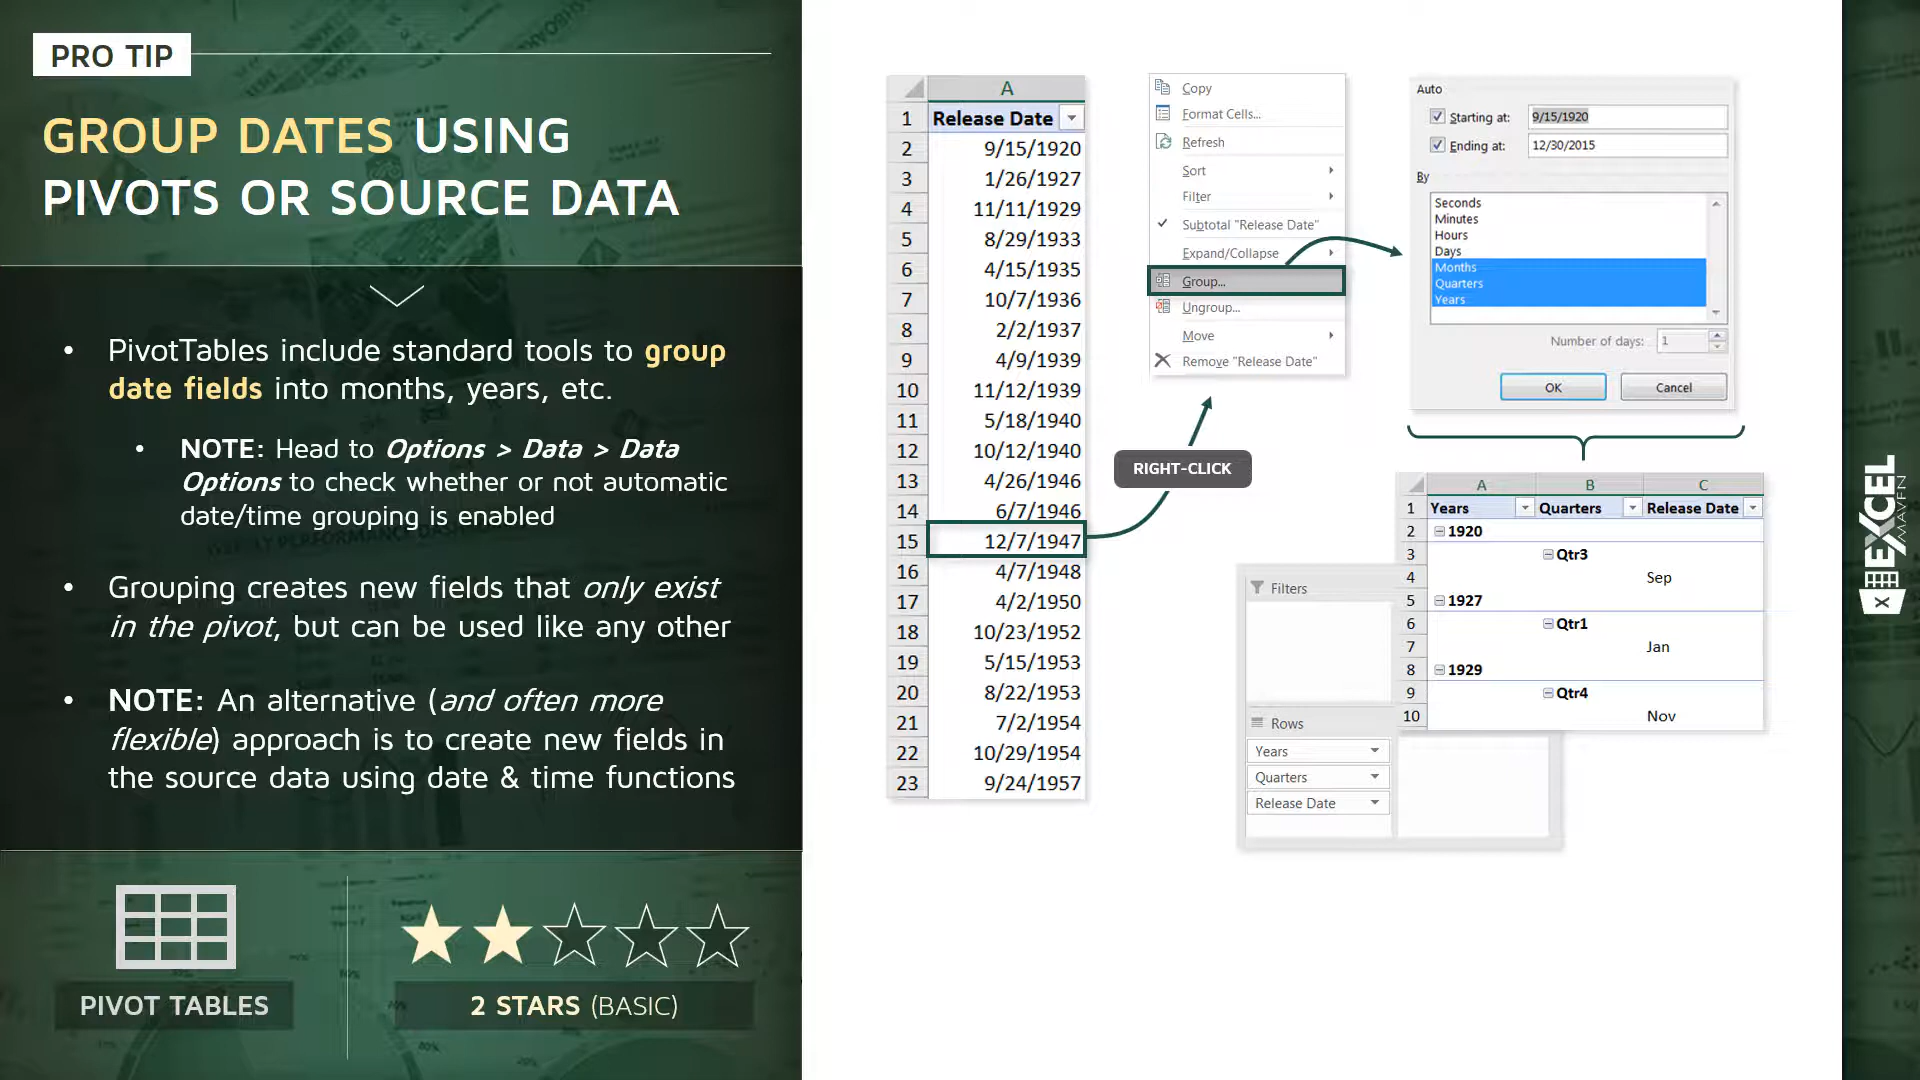 PRO TIP
GROUP DATES USING
PIVOTS OR SOURCE DATA
• PivotTables include standard tools to group
date fields into months, years, etc.
• NOTE: Head to Options > Data > Data
Options to check whether or not automatic
date/time grouping is enabled
• Grouping creates new fields that only exist
in the pivot, but can be used like any other
• NOTE: An alternative (and often more
flexible) approach is to create new fields in
the source data using date & time functions
PIVOT TABLES
2 STARS (BASIC)
A
1 Release Date
2 9/15/1920
3 1/26/1927
4 11/11/1929
5 8/29/1933
6 4/15/1935
7 10/7/1936
8 2/2/1937
9 4/9/1939
10 11/12/1939
11 5/18/1940
12 10/12/1940
13 4/26/1946
14 6/7/1946
15 12/7/1947
16 4/7/1948
17 4/2/1950
18 10/23/1952
19 5/15/1953
20 8/22/1953
21 7/2/1954
22 10/29/1954
23 9/24/1957
Copy
Format Cells...
Refresh
Sort
Filter
Subtotal "Release Date"
Expand/Collapse
Group...
Ungroup...
Move
Remove "Release Date"
RIGHT-CLICK
Auto
Starting at: 9/15/1920
Ending at: 12/30/2015
By
Seconds
Minutes
Hours
Days
Months
Quarters
Years
Number of days: 1
OK Cancel
A B C
1 Years Quarters Release Date
2 1920
3 Qtr3
4 Sep
5 1927
6 Qtr1
7 Jan
8 1929
9 Qtr4
10 Nov
Filters
Rows
Years
Quarters
Release Date
X EXCEL
MAVEN